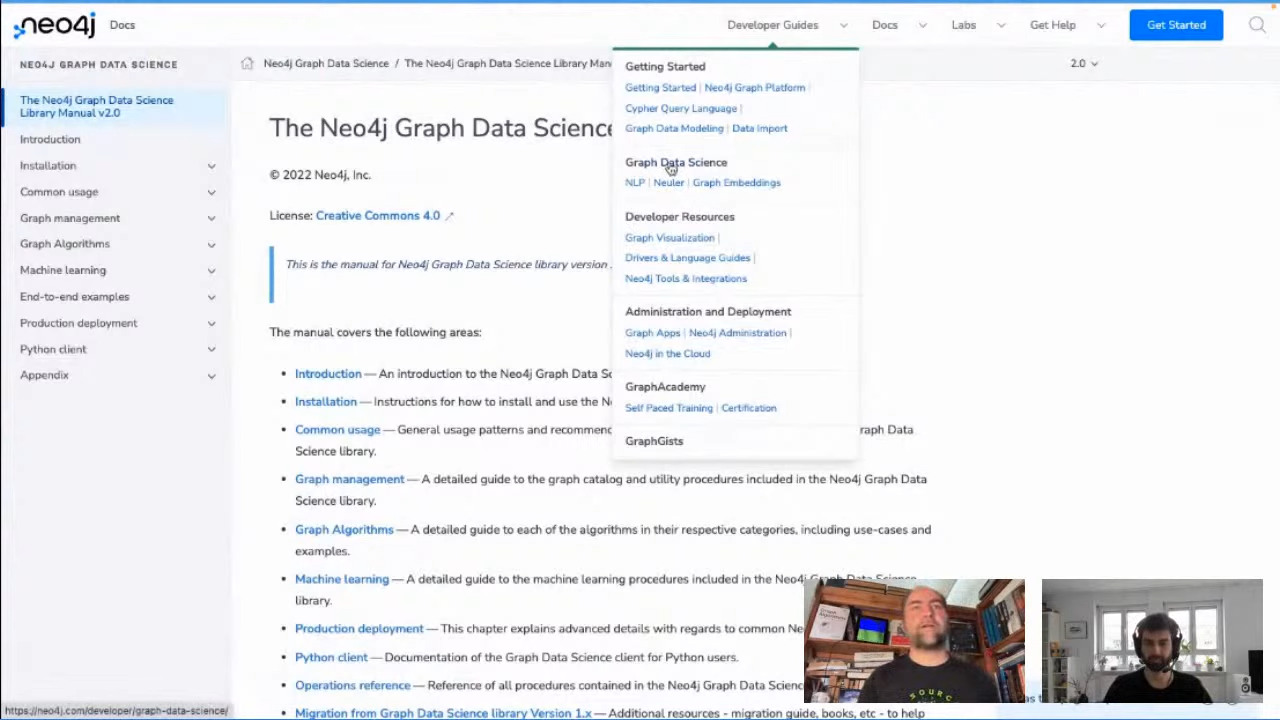 neo4j Docs Developer Guides Docs Labs Get Help Get Started
NEO4J GRAPH DATA SCIENCE
Neo4j Graph Data Science / The Neo4j Graph Data Science Library Man
2.0
The Neo4j Graph Data Science
Library Manual v2.0
Introduction
Installation
Common usage
Graph management
Graph Algorithms
Machine learning
End-to-end examples
Production deployment
Python client
Appendix
Getting Started
Getting Started | Neo4j Graph Platform |
Cypher Query Language |
Graph Data Modeling | Data Import
Graph Data Science
NLP | Neuler | Graph Embeddings
Developer Resources
Graph Visualization |
Drivers & Language Guides |
Neo4j Tools & Integrations
Administration and Deployment
Graph Apps | Neo4j Administration |
Neo4j in the Cloud
GraphAcademy
Self Paced Training | Certification
GraphGists
The Neo4j Graph Data Science
© 2022 Neo4j, Inc.
License: Creative Commons 4.0
This is the manual for Neo4j Graph Data Science library version
The manual covers the following areas:
• Introduction — An introduction to the Neo4j Graph Data Sc
• Installation — Instructions for how to install and use the N
• Common usage — General usage patterns and recommend raph Data
Science library.
• Graph management — A detailed guide to the graph catalog and utility procedures included in the Neo4j Graph Data
Science library.
• Graph Algorithms — A detailed guide to each of the algorithms in their respective categories, including use-cases and
examples.
• Machine learning — A detailed guide to the machine learning procedures included in the Neo4j Graph Data Science
library.
• Production deployment — This chapter explains advanced details with regards to common Ne
• Python client — Documentation of the Graph Data Science client for Python users.
• Operations reference — Reference of all procedures contained in the Neo4j Graph Data S
• Migration from Graph Data Science library Version 1.x — Additional resources - migration guide, books, etc - to help
https://neo4j.com/developer/graph-data-science/
SOURC